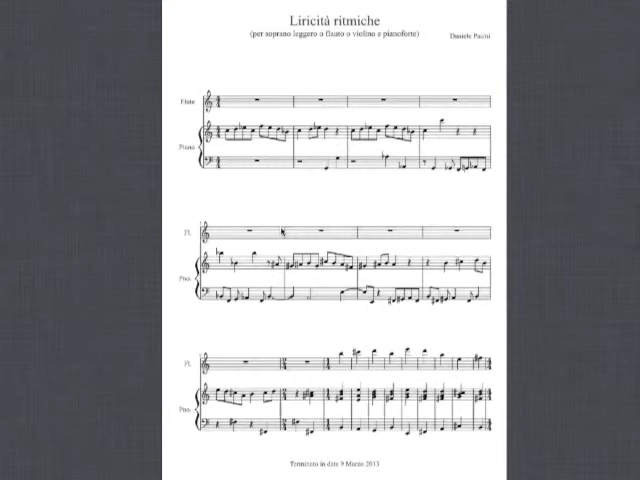 Liricità ritmiche
(per soprano leggero o flauto o violino e pianoforte)
Daniele Pasini
Flute
Piano
Fl.
Pno.
Fl.
Pno.
Terminato in data 9 Marzo 2013